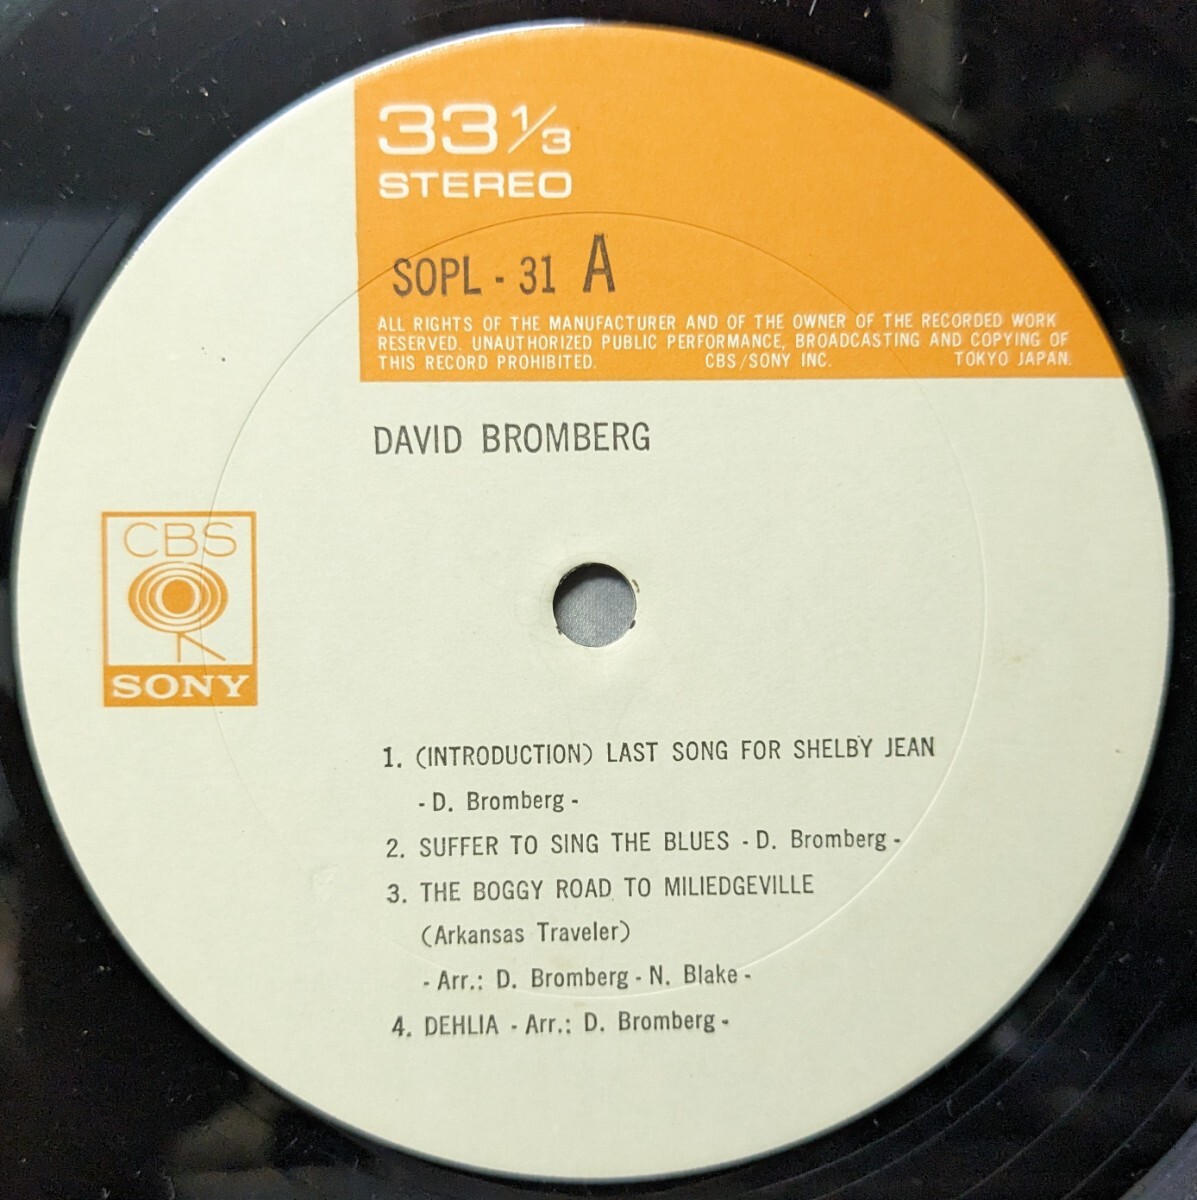 33 1/3
STEREO
SOPL - 31 A
ALL RIGHTS OF THE MANUFACTURER AND OF THE OWNER OF THE RECORDED WORK
RESERVED. UNAUTHORIZED PUBLIC PERFORMANCE, BROADCASTING AND COPYING OF
THIS RECORD PROHIBITED. CBS/SONY INC. TOKYO JAPAN.
DAVID BROMBERG
CBS
SONY
1. (INTRODUCTION) LAST SONG FOR SHELBY JEAN
- D. Bromberg -
2. SUFFER TO SING THE BLUES - D. Bromberg -
3. THE BOGGY ROAD TO MILIEDGEVILLE
(Arkansas Traveler)
- Arr.: D. Bromberg - N. Blake -
4. DEHLIA - Arr.: D. Bromberg -